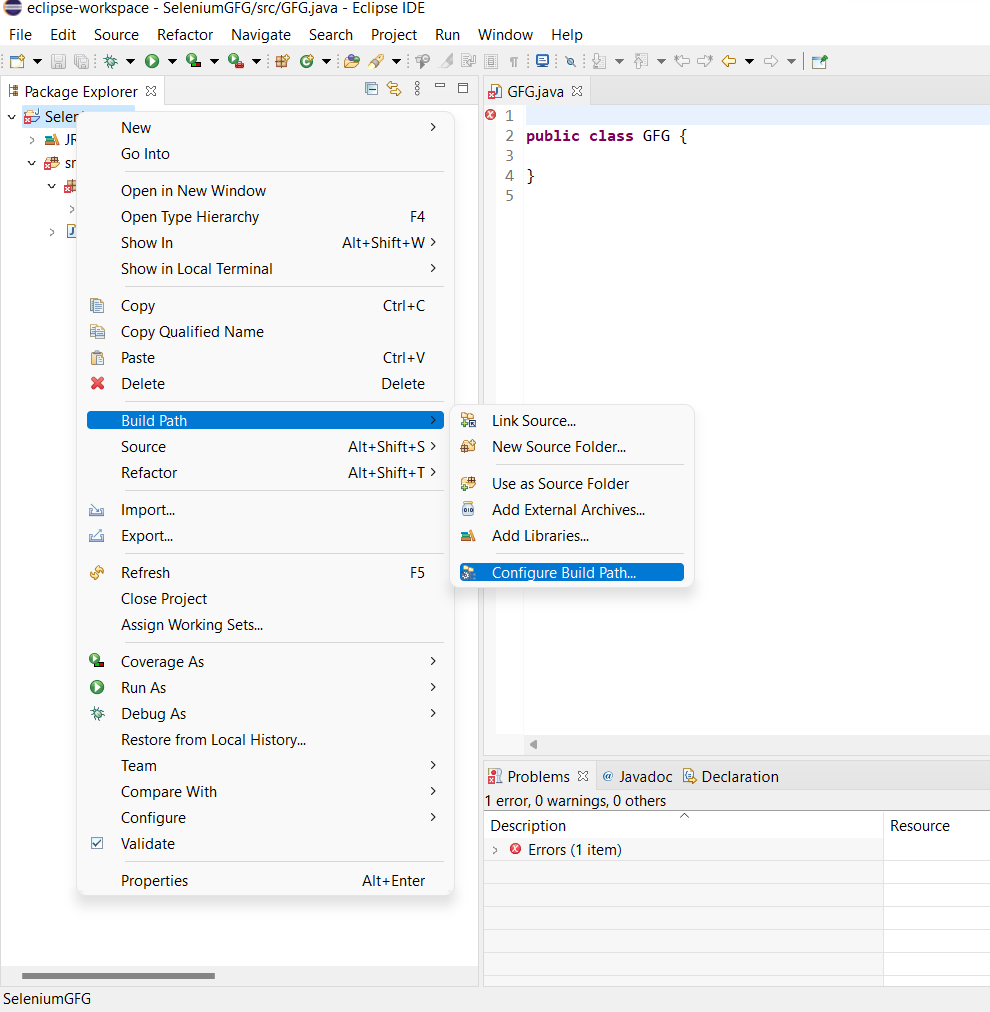 eclipse-workspace - SeleniumGFG/src/GFG.java - Eclipse IDE
File Edit Source Refactor Navigate Search Project Run Window Help
Package Explorer
GFG.java
Selen
JR
sr
New
Go Into
Open in New Window
Open Type Hierarchy F4
Show In Alt+Shift+W
Show in Local Terminal
Copy Ctrl+C
Copy Qualified Name
Paste Ctrl+V
Delete Delete
Build Path
Source Alt+Shift+S
Refactor Alt+Shift+T
Import...
Export...
Refresh F5
Close Project
Assign Working Sets...
Coverage As
Run As
Debug As
Restore from Local History...
Team
Compare With
Configure
Validate
Properties Alt+Enter
Link Source...
New Source Folder...
Use as Source Folder
Add External Archives...
Add Libraries...
Configure Build Path...
1
2 public class GFG {
3
4 }
5
Problems @ Javadoc Declaration
1 error, 0 warnings, 0 others
Description Resource
Errors (1 item)
SeleniumGFG